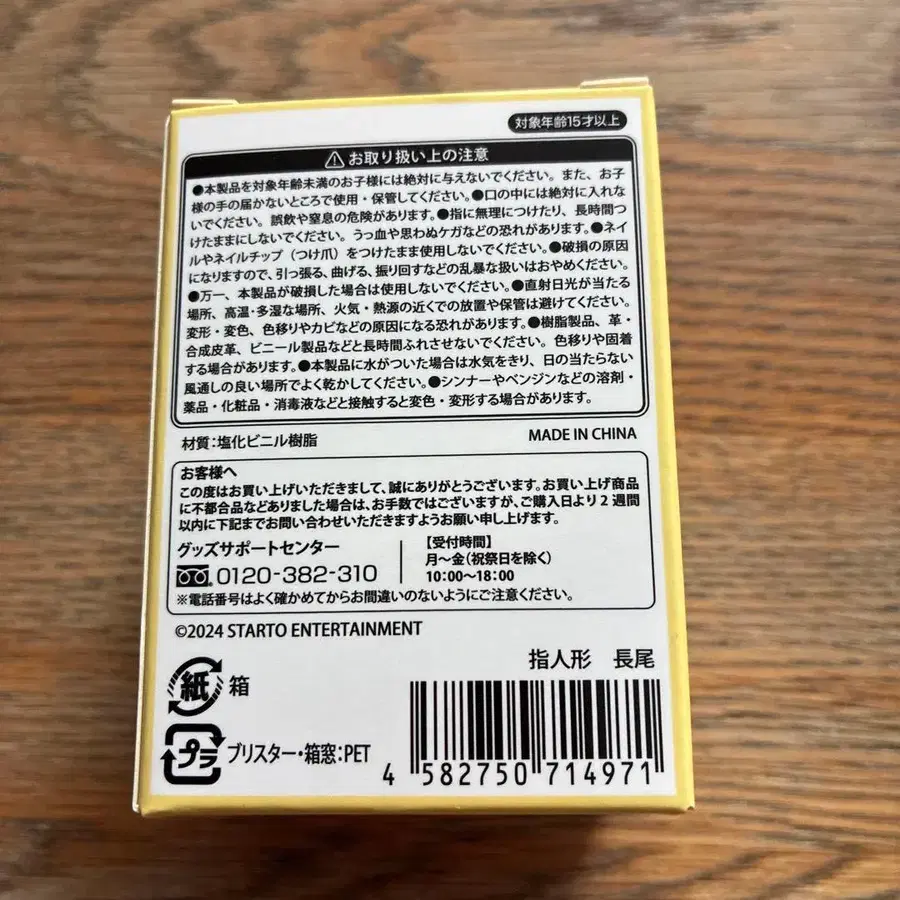 対象年齢15才以上
お取り扱い上の注意
●本製品を対象年齢未満のお子様には絶対に与えないでください。また、お子
様の手の届かないところで使用・保管してください。●口の中には絶対に入れな
いでください。誤飲や窒息の危険があります。●指に無理につけたり、長時間つ
けたままにしないでください。うっ血や思わぬケガなどの恐れがあります。●ネイ
ルやネイルチップ（つけ爪）をつけたまま使用しないでください。●破損の原因
になりますので、引っ張る、曲げる、振り回すなどの乱暴な扱いはおやめください。
●万一、本製品が破損した場合は使用しないでください。●直射日光が当たる
場所、高温・多湿な場所、火気・熱源の近くでの放置や保管は避けてください。
変形・変色、色移りやカビなどの原因になる恐れがあります。●樹脂製品、革・
合成皮革、ビニール製品などと長時間ふれさせないでください。色移りや固着
する場合があります。●本製品に水がついた場合は水気をきり、日の当たらない
風通しの良い場所でよく乾かしてください。●シンナーやベンジンなどの溶剤・
薬品・化粧品・消毒液などと接触すると変色・変形する場合があります。
材質：塩化ビニル樹脂 MADE IN CHINA
お客様へ
この度はお買い上げいただきまして、誠にありがとうございます。お買い上げ商品
に不都合品などありました場合は、お手数ではございますが、ご購入日より2週間
以内に下記までお問い合わせいただきますようお願い申し上げます。
グッズサポートセンター
0120-382-310
【受付時間】
月～金（祝祭日を除く）
10：00～18：00
※電話番号はよく確かめてからお間違いのないようにご注意ください。
©2024 STARTO ENTERTAINMENT
指人形 長尾
紙 箱
プラ ブリスター・箱窓：PET
4 582750 714971